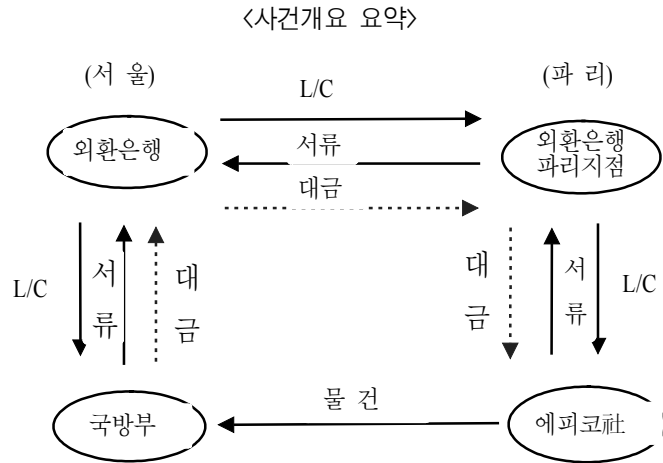 〈사건개요 요약〉
(서 울)
(파 리)
L/C
외환은행
서류
외환은행
파리지점
대금
L/C
서
류
대
금
대
금
서
류
L/C
물 건
국방부
에피코社